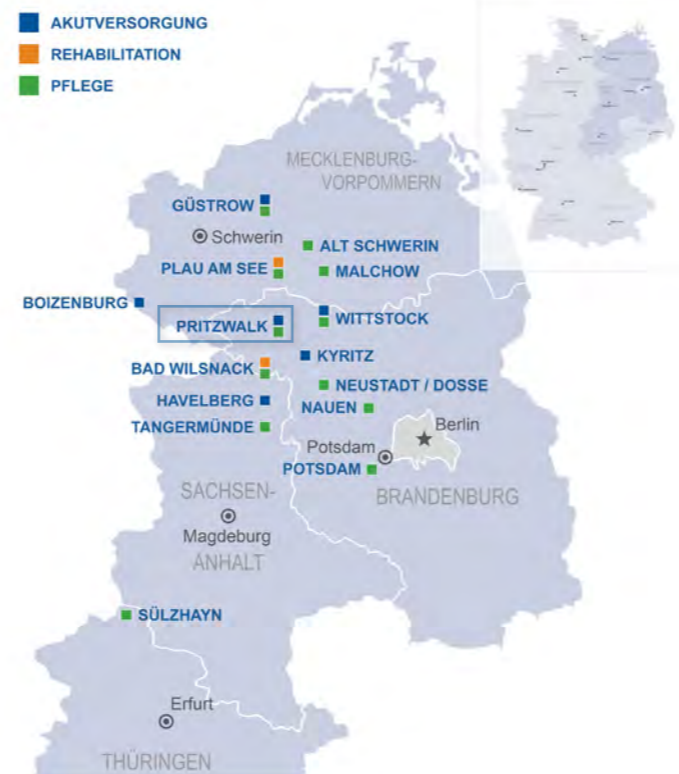 AKUTVERSORGUNG
REHABILITATION
PFLEGE
MECKLENBURG-
VORPOMMERN
GÜSTROW
Schwerin
ALT SCHWERIN
PLAU AM SEE
MALCHOW
BOIZENBURG
PRITZWALK
WITTSTOCK
KYRITZ
BAD WILSNACK
NEUSTADT / DOSSE
HAVELBERG
NAUEN
TANGERMÜNDE
Berlin
Potsdam
POTSDAM
SACHSEN-
BRANDENBURG
Magdeburg
ANHALT
SÜLZHAYN
Erfurt
THÜRINGEN